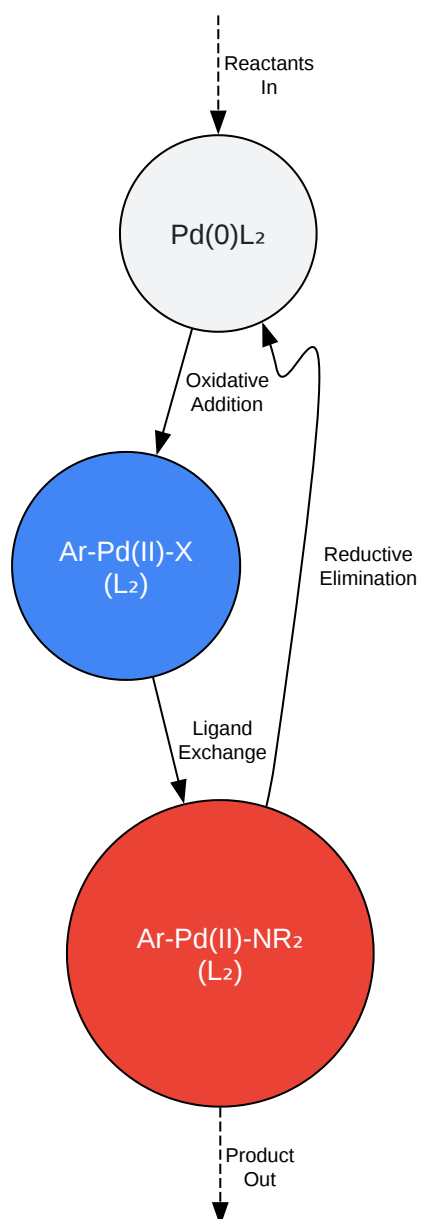 Reactants
In
Pd(0)L₂
Oxidative
Addition
Ar-Pd(II)-X
(L₂)
Reductive
Elimination
Ligand
Exchange
Ar-Pd(II)-NR₂
(L₂)
Product
Out